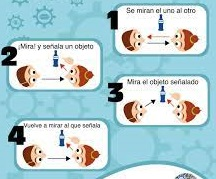 1
Se miran el uno al otro
2
¡Mira! y señala un objeto
3
Mira el objeto señalado
4
Vuelve a mirar al que señala